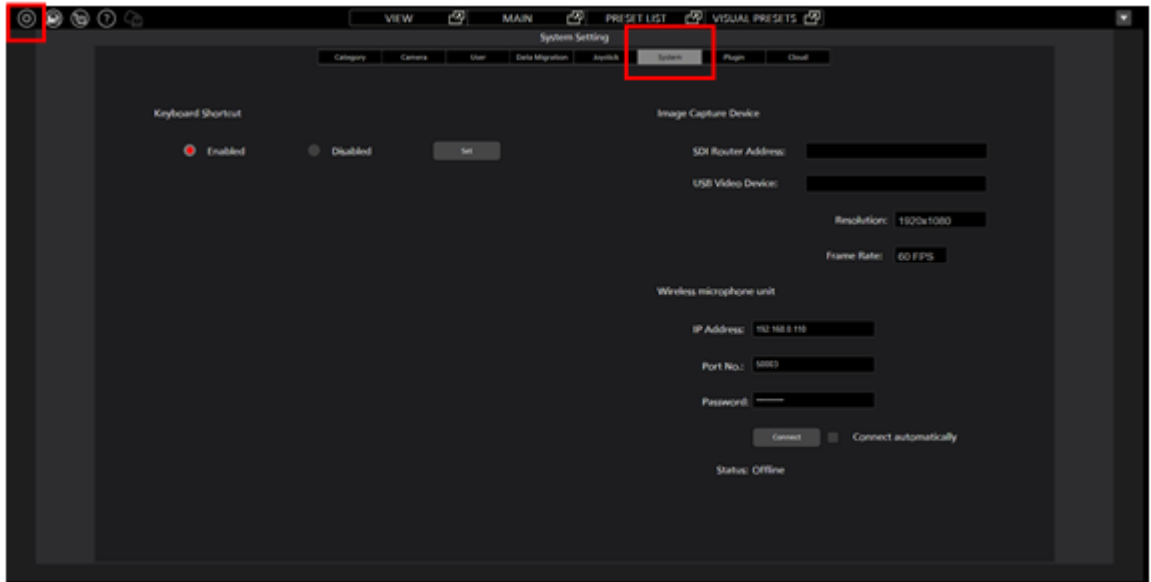 VIEW MAIN PRESET LIST VISUAL PRESETS
System Setting
Category Camera User Data Migration Joystick System Plugin Cloud
Keyboard Shortcut
Enabled Disabled Set
Image Capture Device
SDI Router Address:
USB Video Device:
Resolution: 1920x1080
Frame Rate: 60 FPS
Wireless microphone unit
IP Address: 192.168.0.110
Port No.:
Password:
Connect Connect automatically
Status: Offline